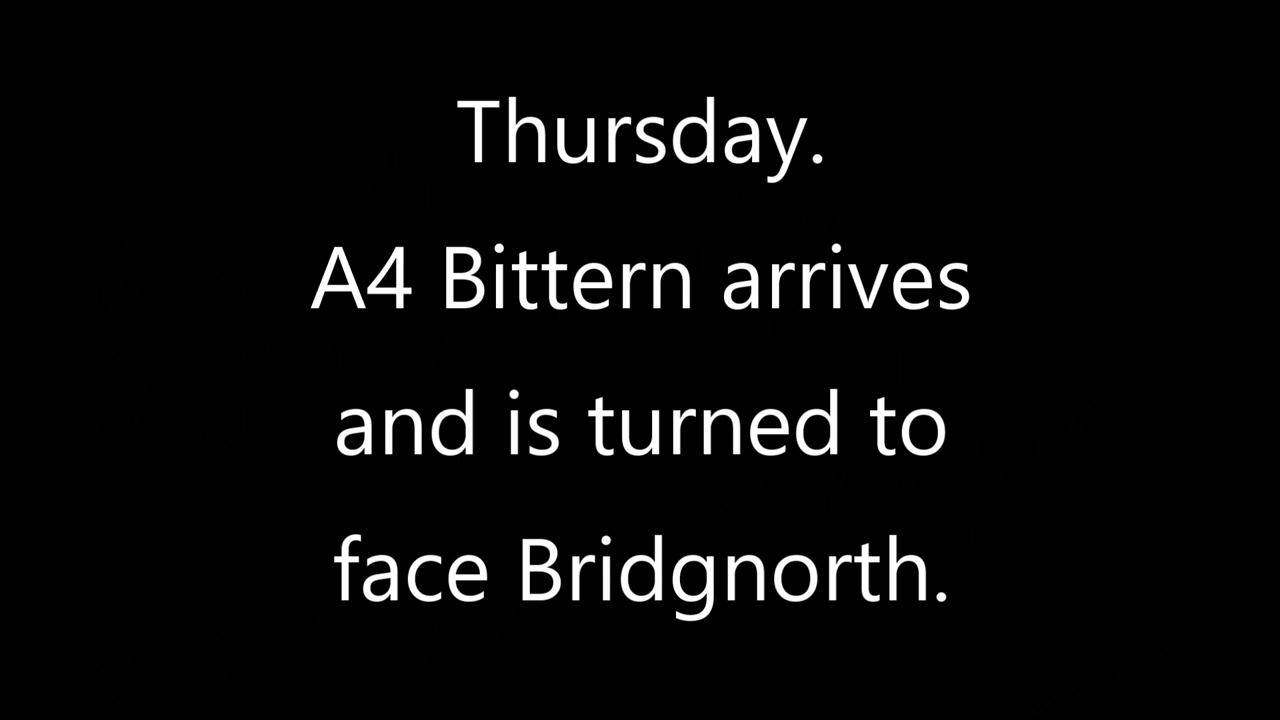 Thursday.
A4 Bittern arrives
and is turned to
face Bridgnorth.